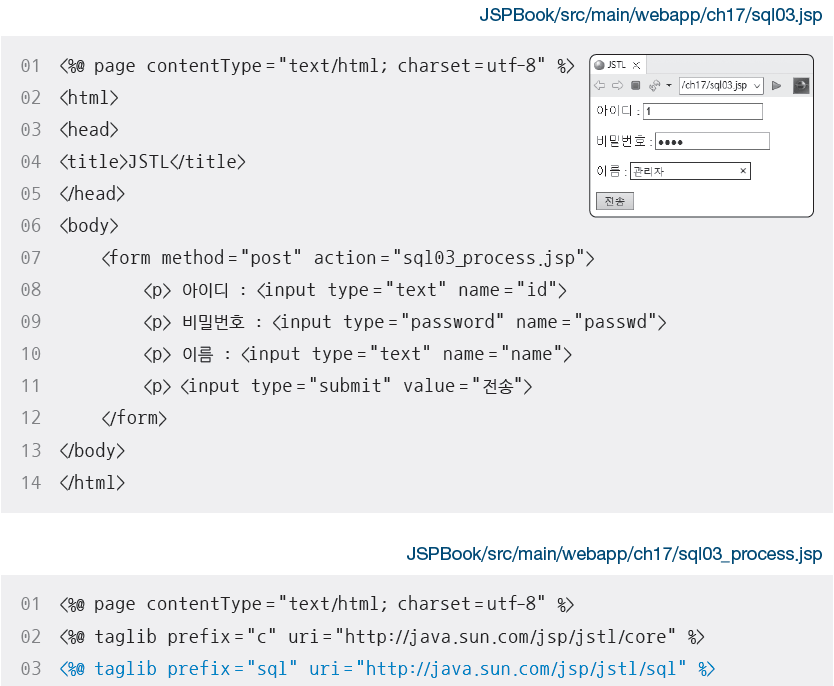 JSPBook/src/main/webapp/ch17/sql03.jsp
01 <%@ page contentType="text/html; charset=utf-8" %>
02 <html>
03 <head>
04 <title>JSTL</title>
05 </head>
06 <body>
07     <form method="post" action="sql03_process.jsp">
08         <p> 아이디 : <input type="text" name="id">
09         <p> 비밀번호 : <input type="password" name="passwd">
10         <p> 이름 : <input type="text" name="name">
11         <p> <input type="submit" value="전송">
12     </form>
13 </body>
14 </html>
JSTL
/ch17/sql03.jsp
아이디 : 1
비밀번호 : ●●●●
이름 : 관리자 ×
전송
JSPBook/src/main/webapp/ch17/sql03_process.jsp
01 <%@ page contentType="text/html; charset=utf-8" %>
02 <%@ taglib prefix="c" uri="http://java.sun.com/jsp/jstl/core" %>
03 <%@ taglib prefix="sql" uri="http://java.sun.com/jsp/jstl/sql" %>